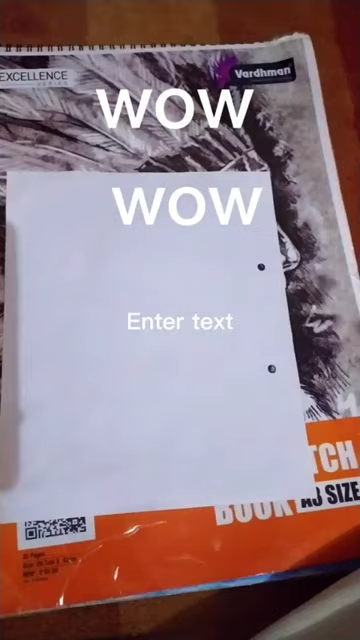 EXCELLENCE
SERIES
Vardhman
WOW
WOW
Enter text
TCH
BOOK A3 SIZE